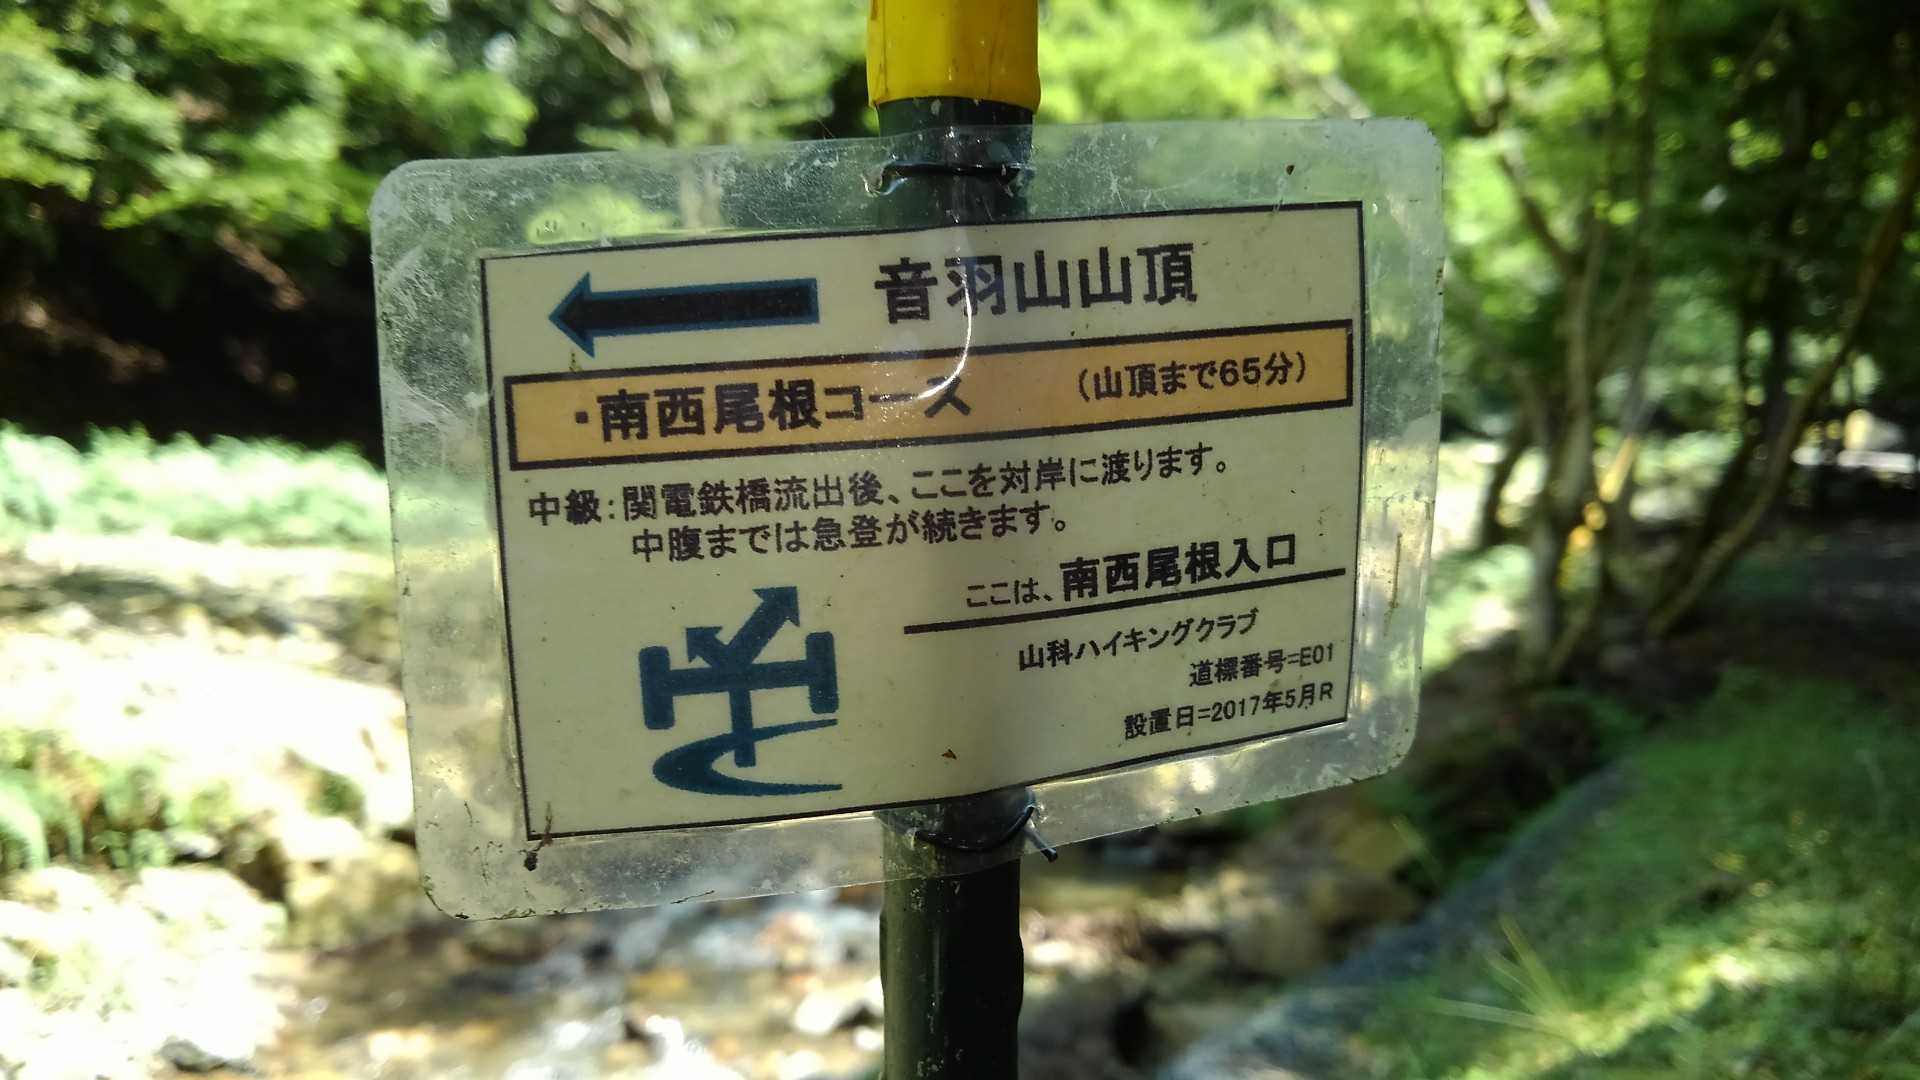 音羽山山頂
・南西尾根コース （山頂まで65分）
中級：関電鉄橋流出後、ここを対岸に渡ります。
中腹までは急登が続きます。
ここは、南西尾根入口
山科ハイキングクラブ
道標番号=E01
設置日=2017年5月R